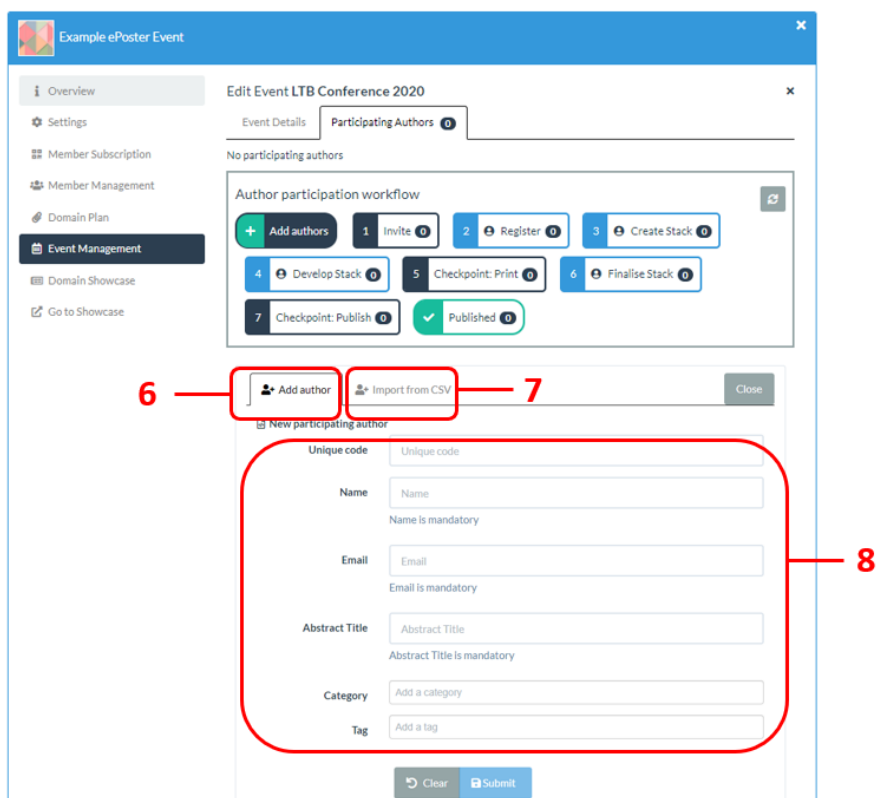 Example ePoster Event
×
Overview
Settings
Member Subscription
Member Management
Domain Plan
Event Management
Domain Showcase
Go to Showcase
Edit Event LTB Conference 2020
×
Event Details Participating Authors 0
No participating authors
Author participation workflow
+ Add authors 1 Invite 0 2 Register 0 3 Create Stack 0
4 Develop Stack 0 5 Checkpoint: Print 0 6 Finalise Stack 0
7 Checkpoint: Publish 0 Published 0
6 Add author Import from CSV 7 Close
New participating author
Unique code Unique code
Name Name
Name is mandatory
Email Email
8
Email is mandatory
Abstract Title Abstract Title
Abstract Title is mandatory
Category Add a category
Tag Add a tag
Clear Submit